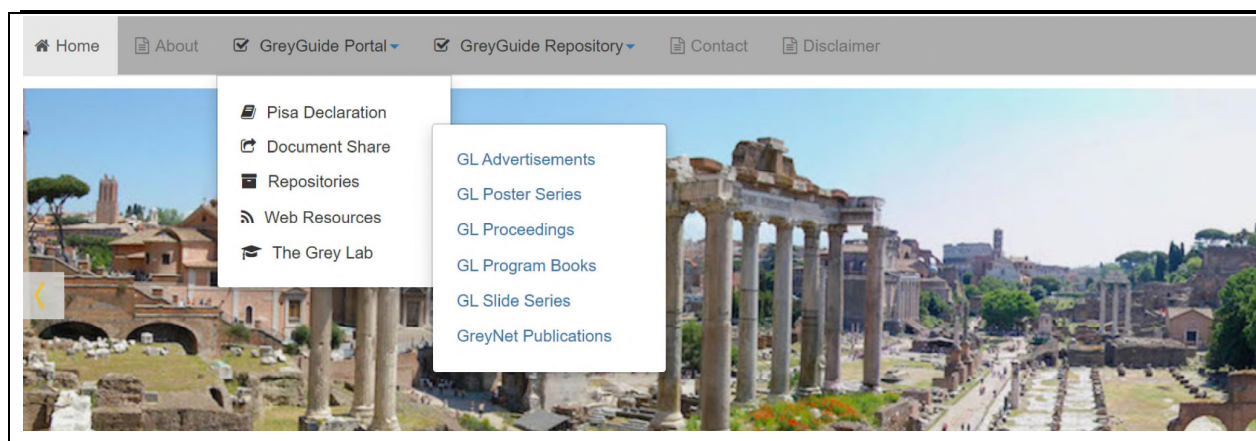 Home About GreyGuide Portal GreyGuide Repository Contact Disclaimer
Pisa Declaration
Document Share
Repositories
Web Resources
The Grey Lab
GL Advertisements
GL Poster Series
GL Proceedings
GL Program Books
GL Slide Series
GreyNet Publications